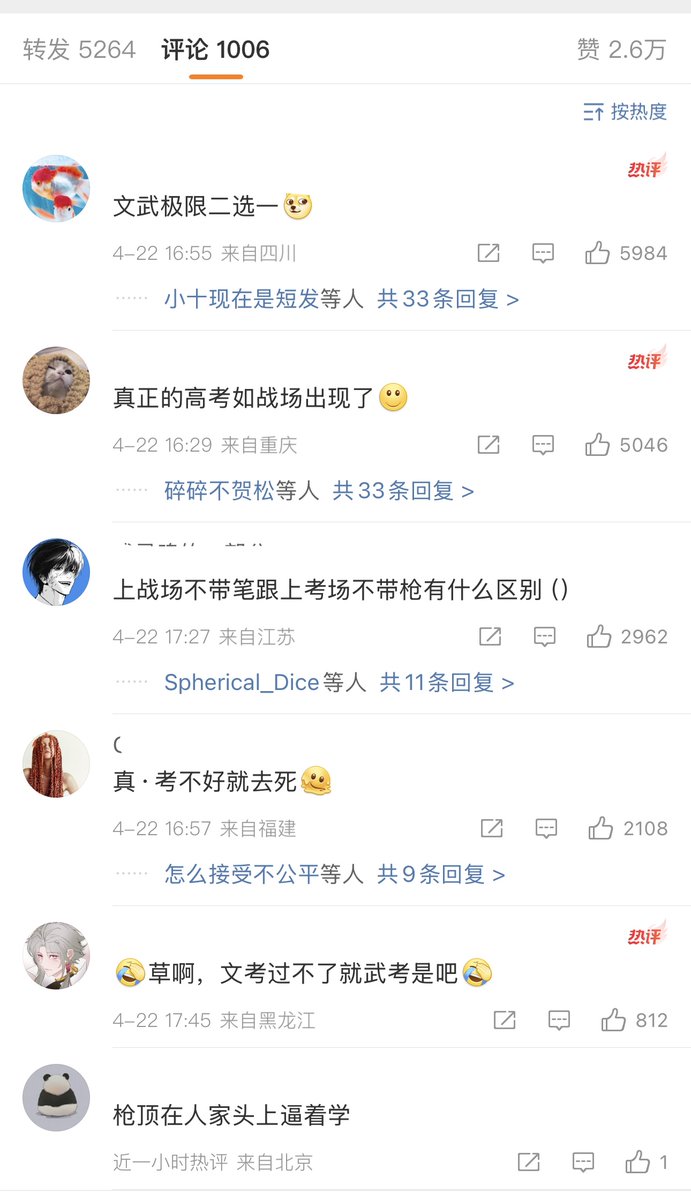 转发 5264 评论 1006 赞 2.6万
按热度
热评
文武极限二选一
4-22 16:55 来自四川 5984
小十现在是短发等人 共33条回复 >
热评
真正的高考如战场出现了
4-22 16:29 来自重庆 5046
碎碎不贺松等人 共33条回复 >
上战场不带笔跟上考场不带枪有什么区别 ()
4-22 17:27 来自江苏 2962
Spherical_Dice等人 共11条回复 >
(
真·考不好就去死
4-22 16:57 来自福建 2108
怎么接受不公平等人 共9条回复 >
热评
草啊，文考过不了就武考是吧
4-22 17:45 来自黑龙江 812
枪顶在人家头上逼着学
近一小时热评 来自北京 1